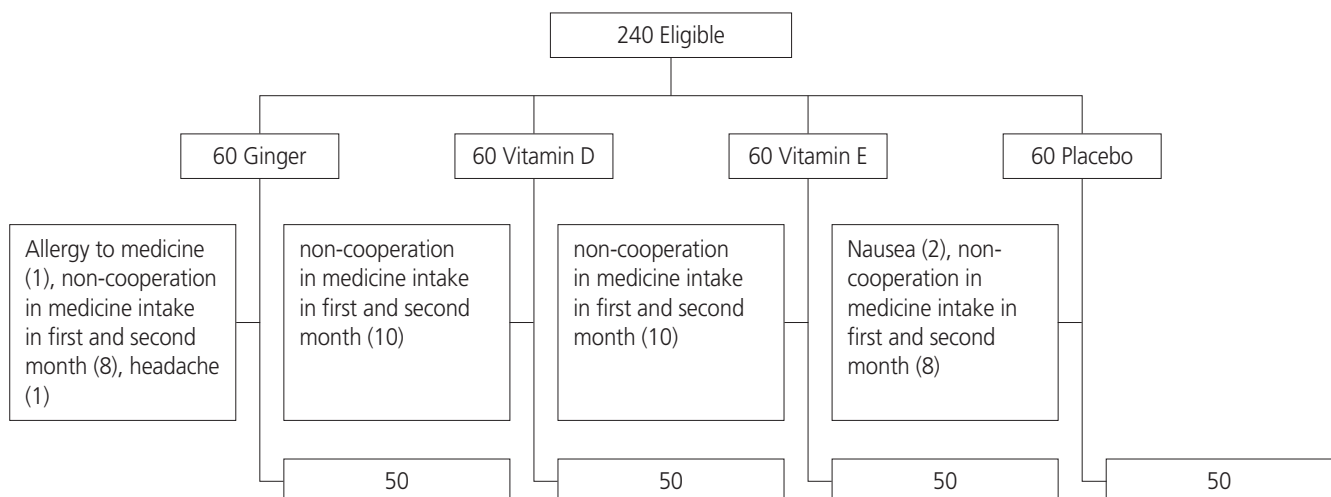 240 Eligible
60 Ginger
60 Vitamin D
60 Vitamin E
60 Placebo
Allergy to medicine
(1), non-cooperation
in medicine intake
in first and second
month (8), headache
(1)
non-cooperation
in medicine intake
in first and second
month (10)
non-cooperation
in medicine intake
in first and second
month (10)
Nausea (2), non-
cooperation in
medicine intake in
first and second
month (8)
50
50
50
50